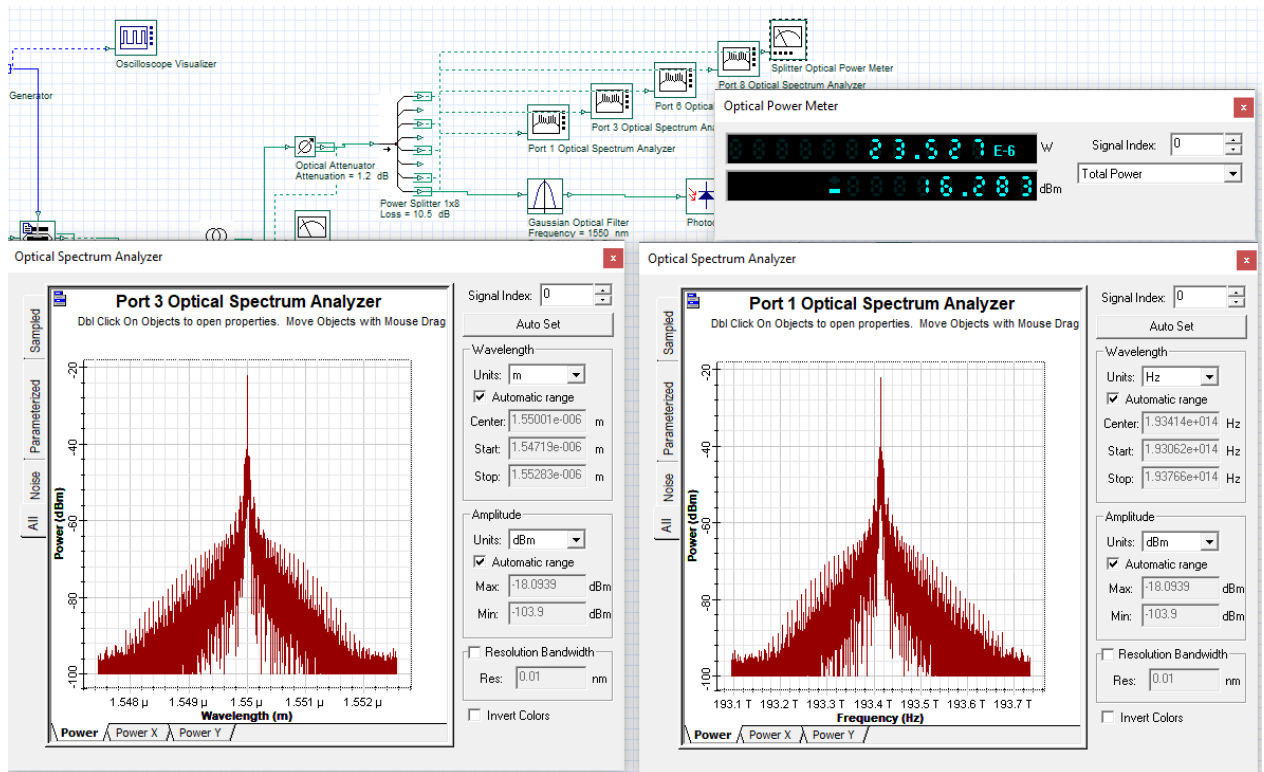 Oscilloscope Visualizer
Generator
Splitter Optical Power Meter
Port 8 Optical Spectrum Analyzer
Port 6 Optical
Port 3 Optical Spectrum Ana
Port 1 Optical Spectrum Analyzer
Optical Attenuator
Attenuation = 1.2 dB
Power Splitter 1x8
Loss = 10.5 dB
Gaussian Optical Filter
Frequency = 1550 nm
Photo
Optical Power Meter
x
23.527 E-6 W
Signal Index: 0
-16.283 dBm
Total Power
Optical Spectrum Analyzer
x
Port 3 Optical Spectrum Analyzer
Dbl Click On Objects to open properties. Move Objects with Mouse Drag
Sampled
Parameterized
Noise
All
Power (dBm)
-20
-40
-60
-80
-100
1.548 µ 1.549 µ 1.55 µ 1.551 µ 1.552 µ
Wavelength (m)
Power Power X Power Y
Signal Index: 0
Auto Set
Wavelength
Units: m
Automatic range
Center: 1.55001e-006 m
Start: 1.54719e-006 m
Stop: 1.55283e-006 m
Amplitude
Units: dBm
Automatic range
Max: -18.0939 dBm
Min: -103.9 dBm
Resolution Bandwidth
Res: 0.01 nm
Invert Colors
Optical Spectrum Analyzer
x
Port 1 Optical Spectrum Analyzer
Dbl Click On Objects to open properties. Move Objects with Mouse Drag
Sampled
Parameterized
Noise
All
Power (dBm)
-20
-40
-60
-80
-100
193.1 T 193.2 T 193.3 T 193.4 T 193.5 T 193.6 T 193.7 T
Frequency (Hz)
Power Power X Power Y
Signal Index: 0
Auto Set
Wavelength
Units: Hz
Automatic range
Center: 1.93414e+014 Hz
Start: 1.93062e+014 Hz
Stop: 1.93766e+014 Hz
Amplitude
Units: dBm
Automatic range
Max: -18.0939 dBm
Min: -103.9 dBm
Resolution Bandwidth
Res: 0.01 nm
Invert Colors